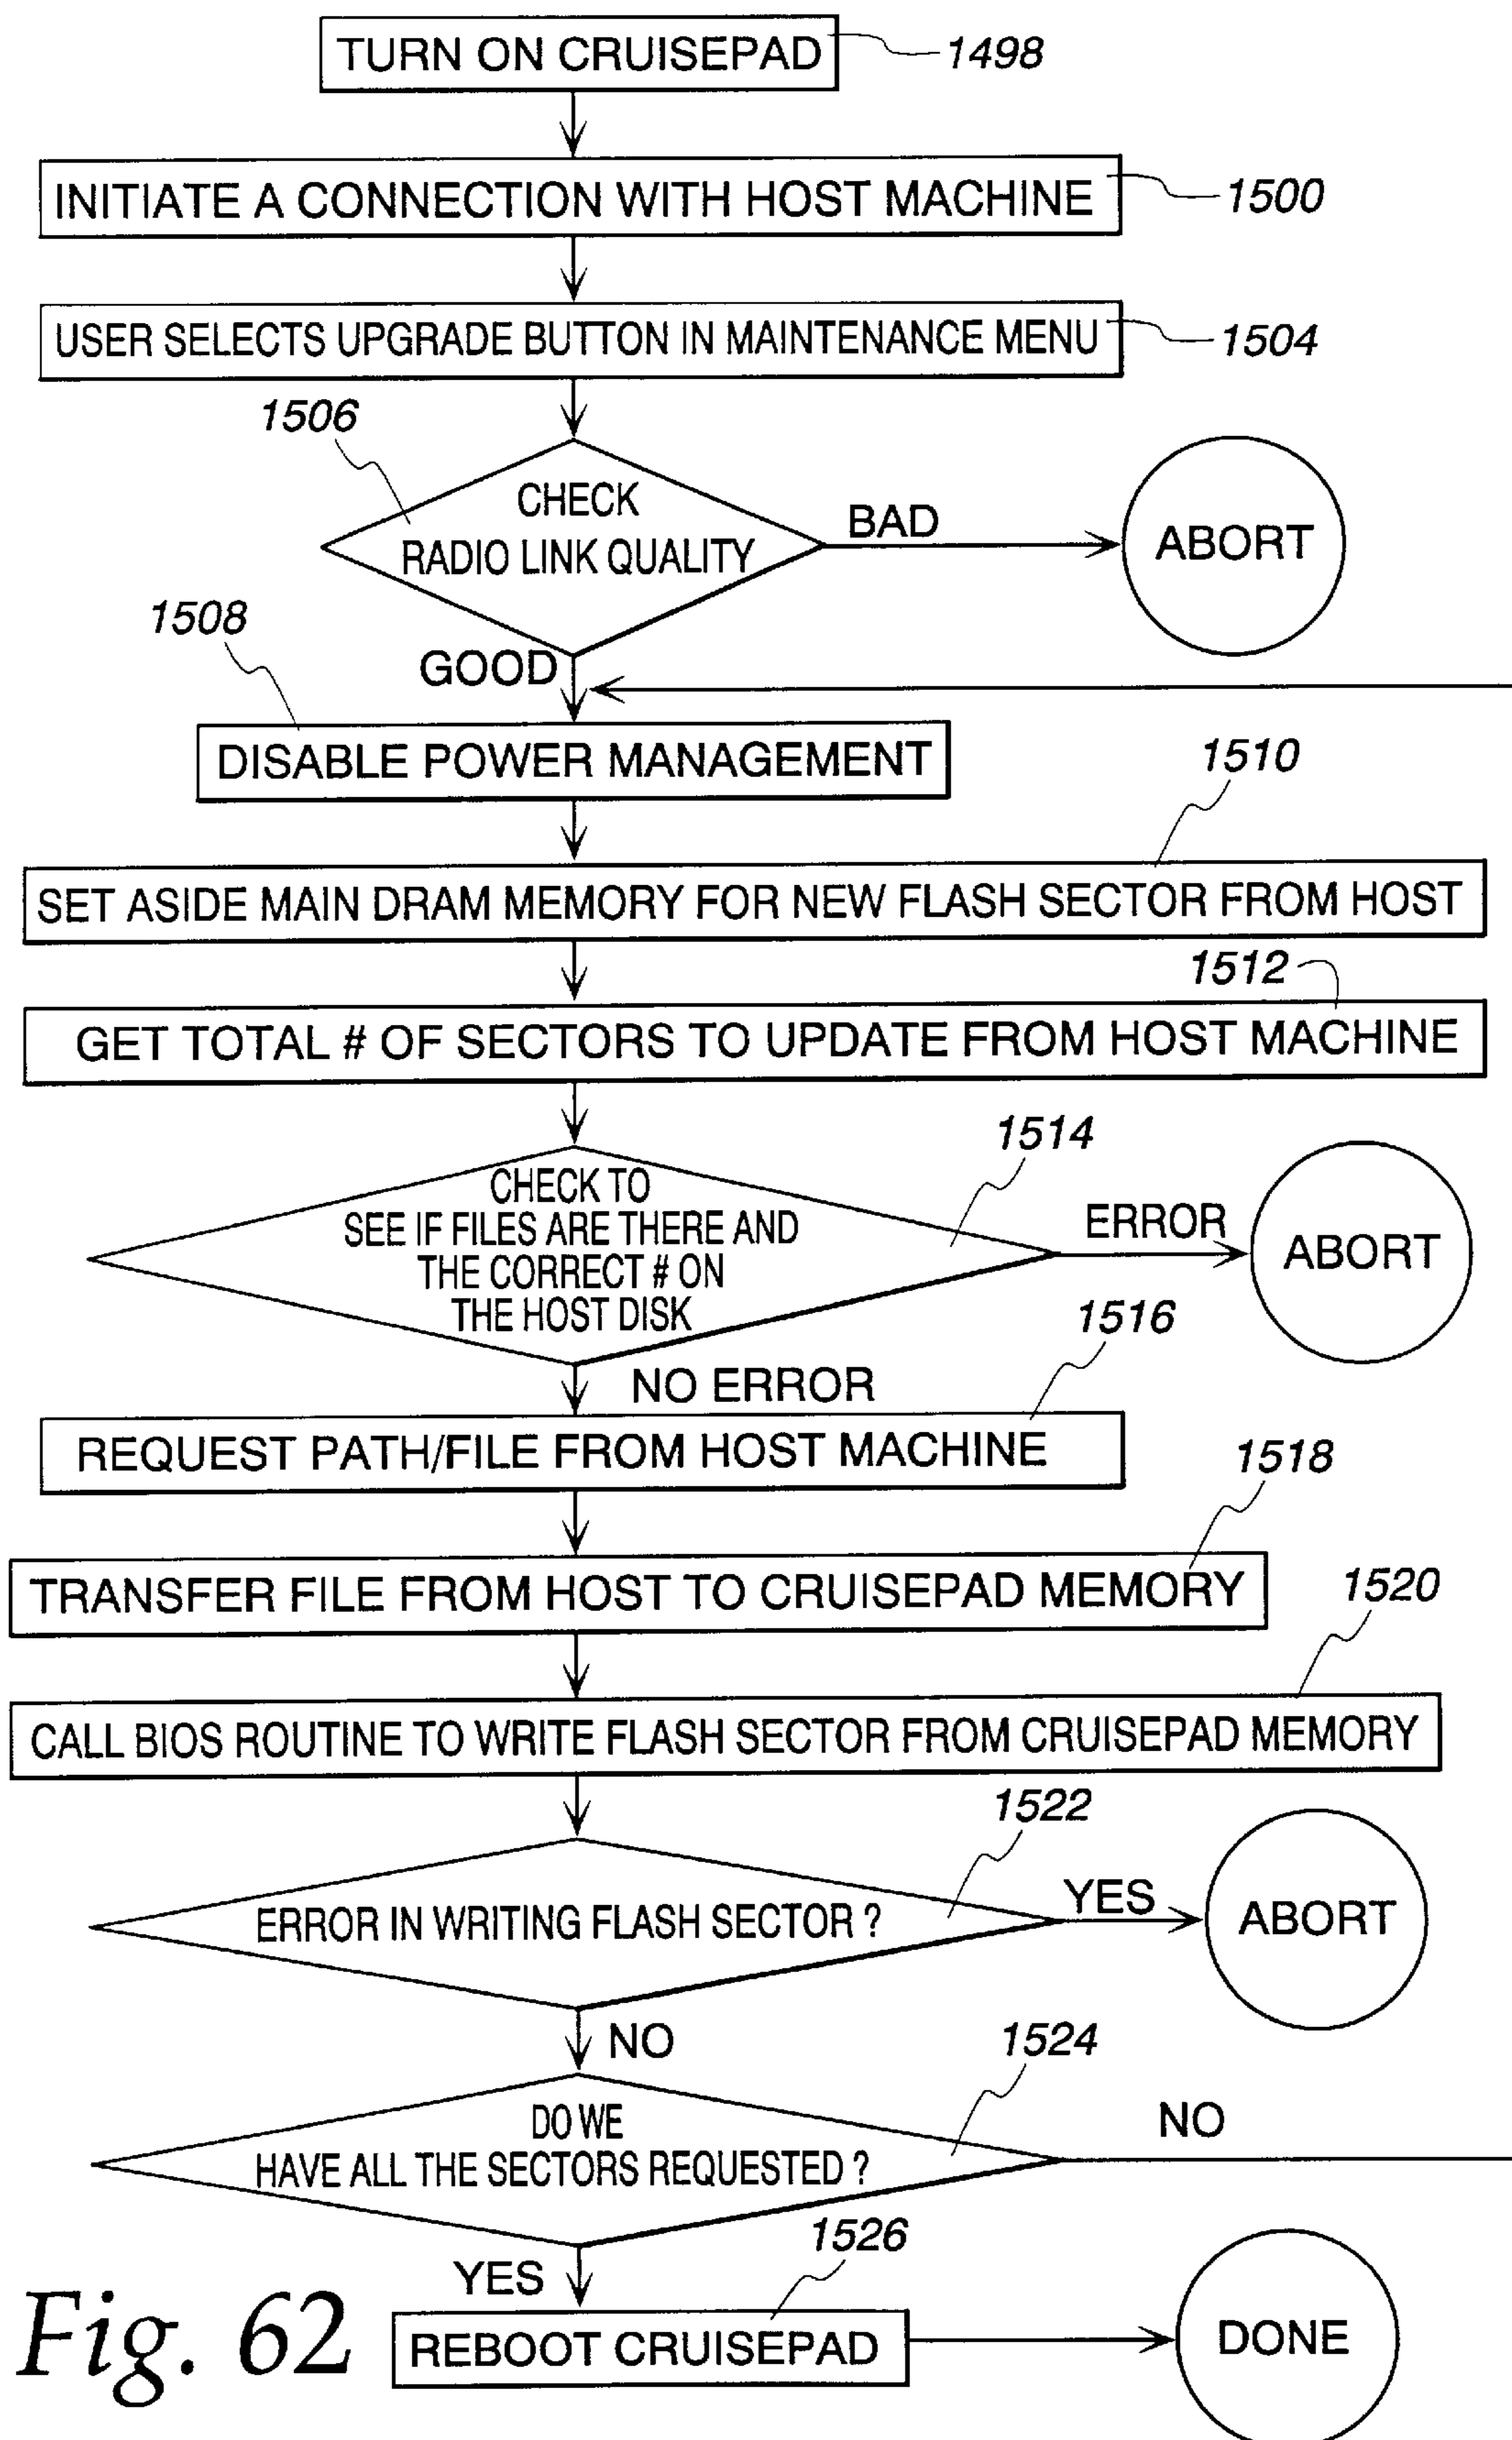 TURN ON CRUISEPAD
1498
INITIATE A CONNECTION WITH HOST MACHINE
1500
USER SELECTS UPGRADE BUTTON IN MAINTENANCE MENU
1504
1506
CHECK
RADIO LINK QUALITY
BAD
ABORT
1508
GOOD
DISABLE POWER MANAGEMENT
1510
SET ASIDE MAIN DRAM MEMORY FOR NEW FLASH SECTOR FROM HOST
1512
GET TOTAL # OF SECTORS TO UPDATE FROM HOST MACHINE
1514
CHECK TO
SEE IF FILES ARE THERE AND
THE CORRECT # ON
THE HOST DISK
ERROR
ABORT
1516
NO ERROR
REQUEST PATH/FILE FROM HOST MACHINE
1518
TRANSFER FILE FROM HOST TO CRUISEPAD MEMORY
1520
CALL BIOS ROUTINE TO WRITE FLASH SECTOR FROM CRUISEPAD MEMORY
1522
ERROR IN WRITING FLASH SECTOR ?
YES
ABORT
NO
1524
DO WE
HAVE ALL THE SECTORS REQUESTED ?
NO
1526
YES
REBOOT CRUISEPAD
DONE
Fig. 62